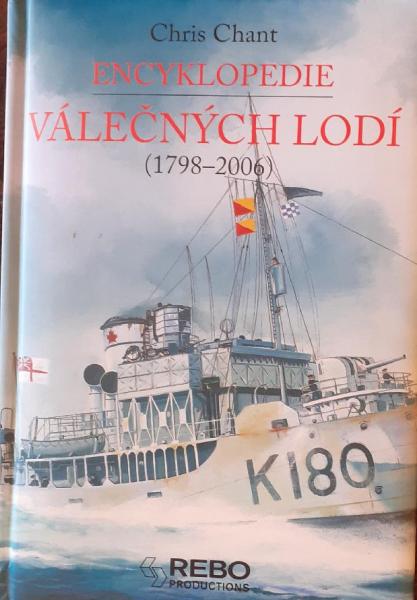 Chris Chant
ENCYKLOPEDIE
VÁLEČNÝCH LODÍ
(1798–2006)
K180
REBO
PRODUCTIONS